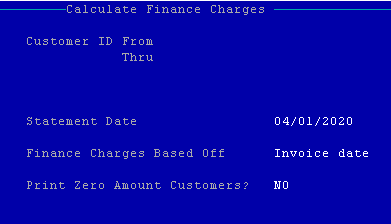 Calculate Finance Charges
Customer ID From
Thru
Statement Date 04/01/2020
Finance Charges Based Off Invoice date
Print Zero Amount Customers? NO